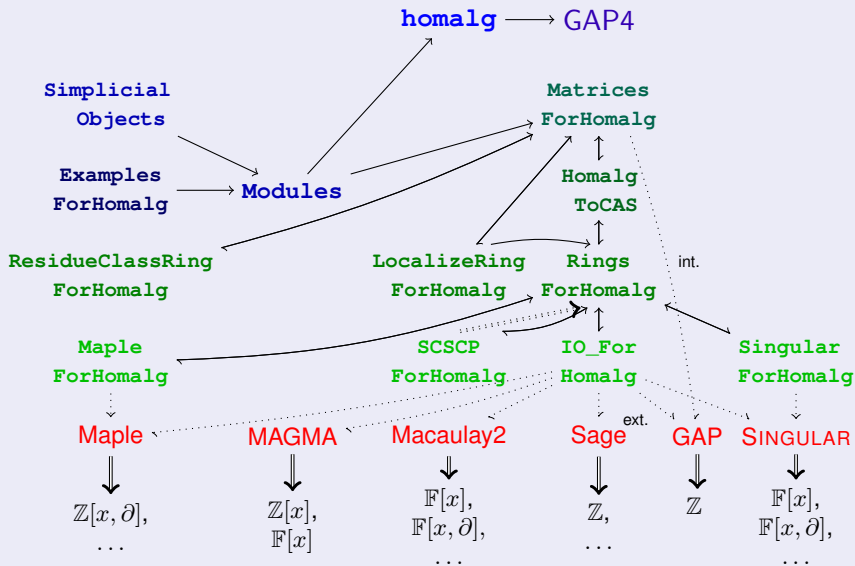 homalg GAP4
Simplicial
Objects
Matrices
ForHomalg
Examples
ForHomalg
Modules
Homalg
ToCAS
ResidueClassRing
ForHomalg
LocalizeRing
ForHomalg
Rings
ForHomalg
int.
Maple
ForHomalg
SCSCP
ForHomalg
IO_For
Homalg
Singular
ForHomalg
ext.
Maple MAGMA Macaulay2 Sage GAP SINGULAR
ℤ[x, ∂],
. . .
ℤ[x],
𝔽[x]
𝔽[x],
𝔽[x, ∂],
. . .
ℤ,
. . .
ℤ
𝔽[x],
𝔽[x, ∂],
. . .